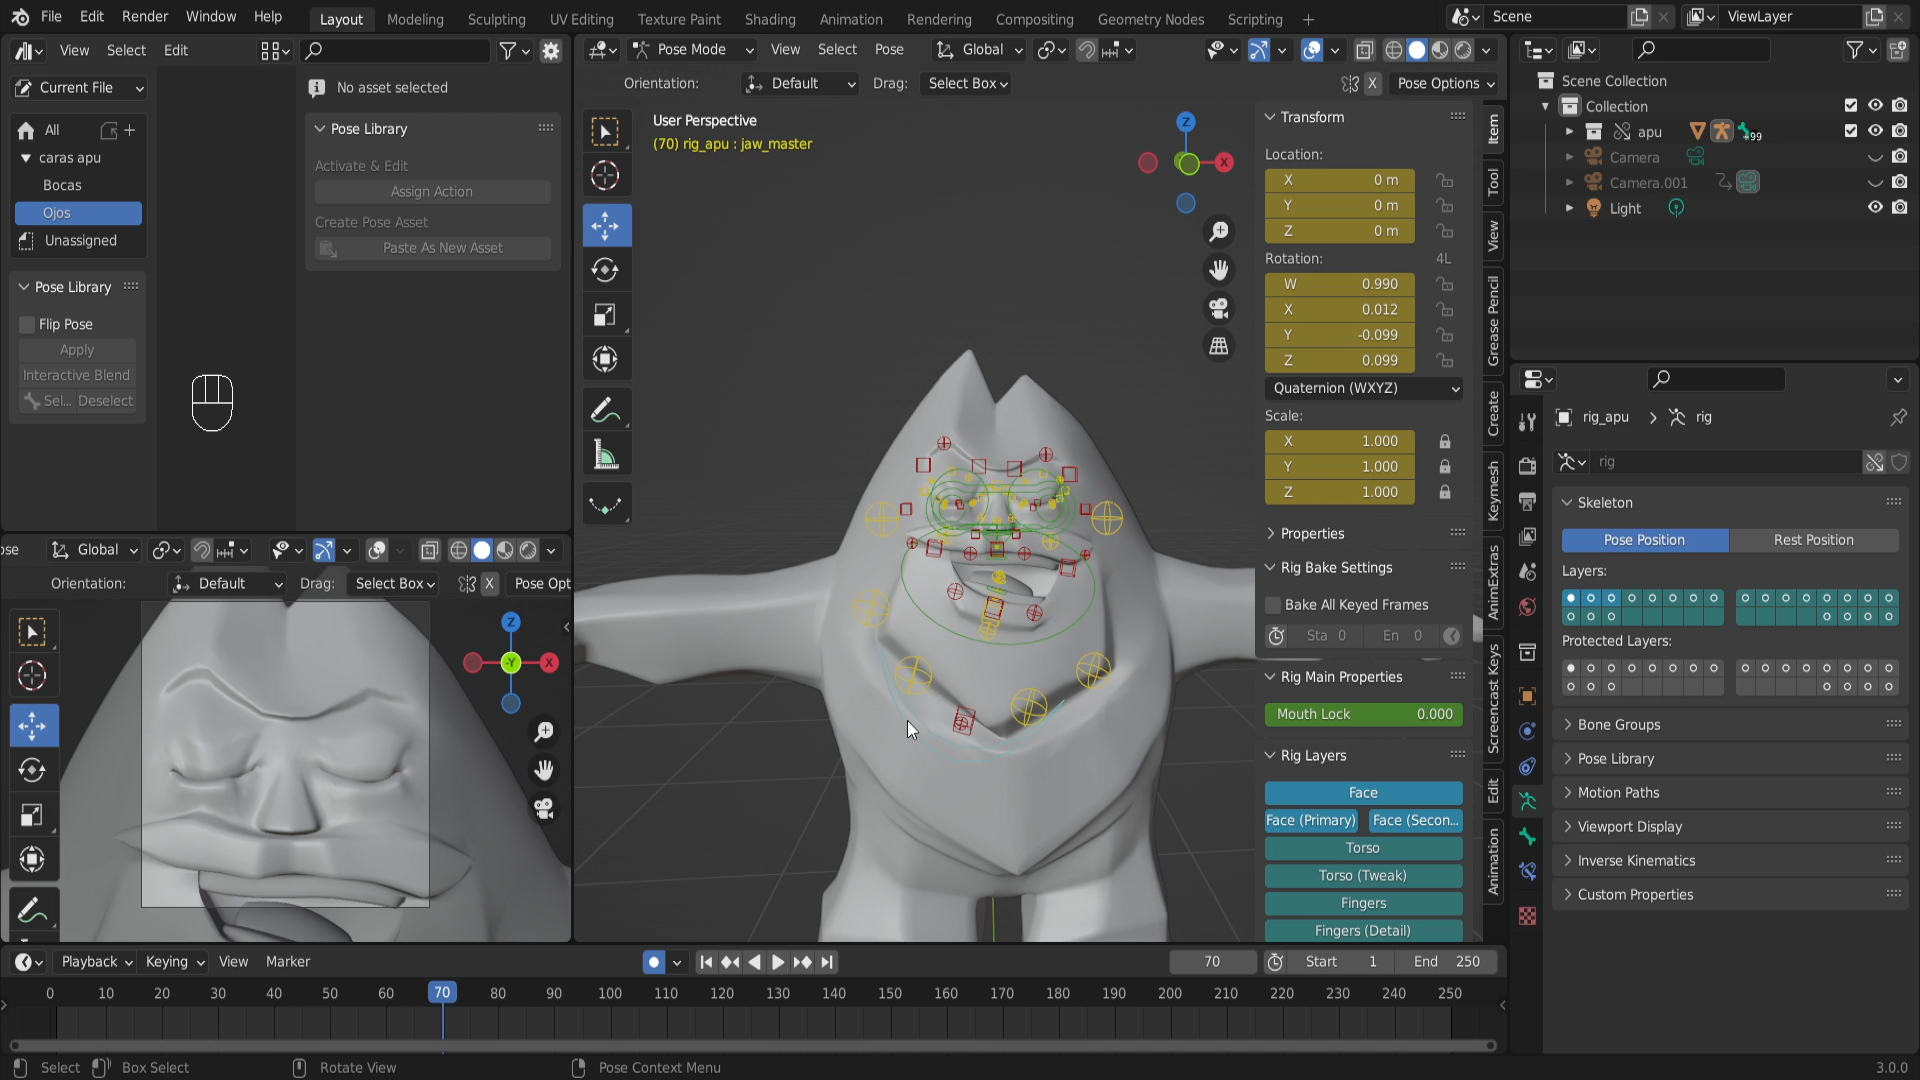 File Edit Render Window Help Layout Modeling Sculpting UV Editing Texture Paint Shading Animation Rendering Compositing Geometry Nodes Scripting + Scene ViewLayer
View Select Edit
Current File
No asset selected
All
Pose Library
caras apu
Activate & Edit
Bocas
Assign Action
Ojos
Create Pose Asset
Unassigned
Paste As New Asset
Pose Library
Flip Pose
Apply
Interactive Blend
Sel... Deselect
Pose Mode View Select Pose Global
Orientation: Default Drag: Select Box X Pose Options
User Perspective
(70) rig_apu : jaw_master
Z
X
Transform
Location:
X 0 m
Y 0 m
Z 0 m
Rotation: 4L
W 0.990
X 0.012
Y -0.099
Z 0.099
Quaternion (WXYZ)
Scale:
X 1.000
Y 1.000
Z 1.000
Properties
Rig Bake Settings
Bake All Keyed Frames
Sta 0 En 0
Rig Main Properties
Mouth Lock 0.000
Rig Layers
Face
Face (Primary) Face (Secon...
Torso
Torso (Tweak)
Fingers
Fingers (Detail)
Item
Tool
View
Grease Pencil
Create
Keymesh
AnimExtras
Screencast Keys
Edit
Animation
Scene Collection
Collection
apu 99
Camera
Camera.001
Light
rig_apu rig
rig
Skeleton
Pose Position Rest Position
Layers:
Protected Layers:
Bone Groups
Pose Library
Motion Paths
Viewport Display
Inverse Kinematics
Custom Properties
ose Global
Orientation: Default Drag: Select Box X Pose Opt
Z
-Y X
Playback Keying View Marker 70 Start 1 End 250
0 10 20 30 40 50 60 70 80 90 100 110 120 130 140 150 160 170 180 190 200 210 220 230 240 250
Select Box Select Rotate View Pose Context Menu 3.0.0